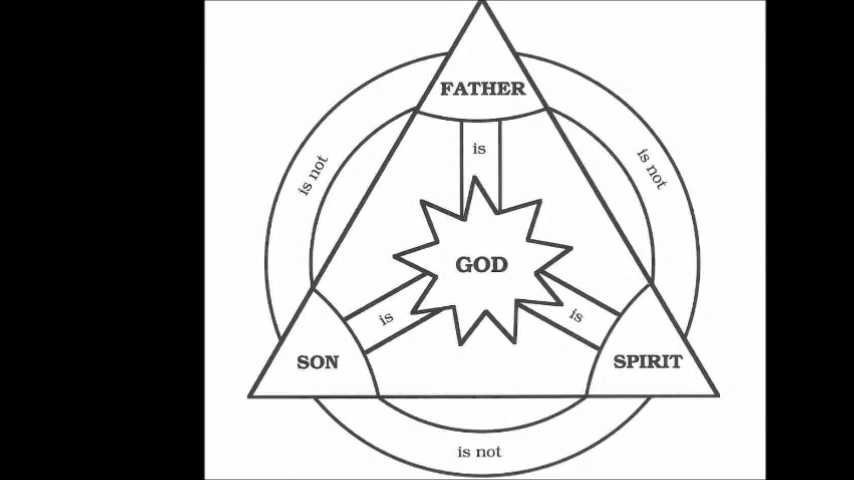 FATHER
is
is not
is not
GOD
is
is
SON
SPIRIT
is not